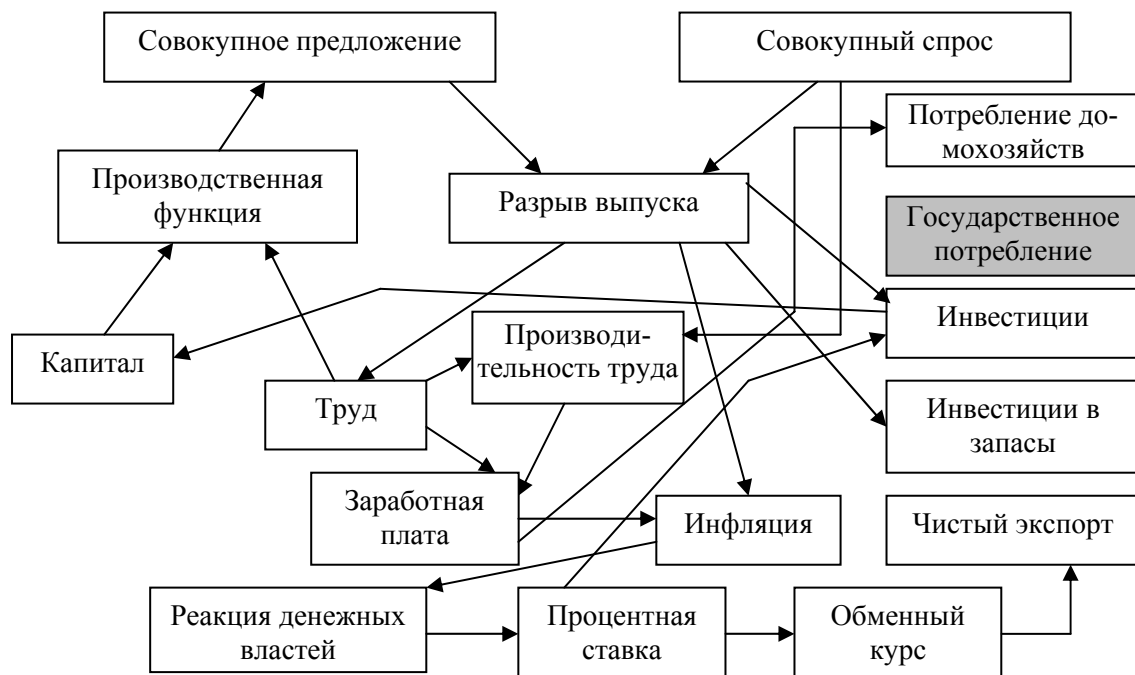 Совокупное предложение
Совокупный спрос
Потребление до-
мохозяйств
Производственная
функция
Разрыв выпуска
Государственное
потребление
Капитал
Производи-
тельность труда
Инвестиции
Труд
Инвестиции в
запасы
Заработная
плата
Инфляция
Чистый экспорт
Реакция денежных
властей
Процентная
ставка
Обменный
курс